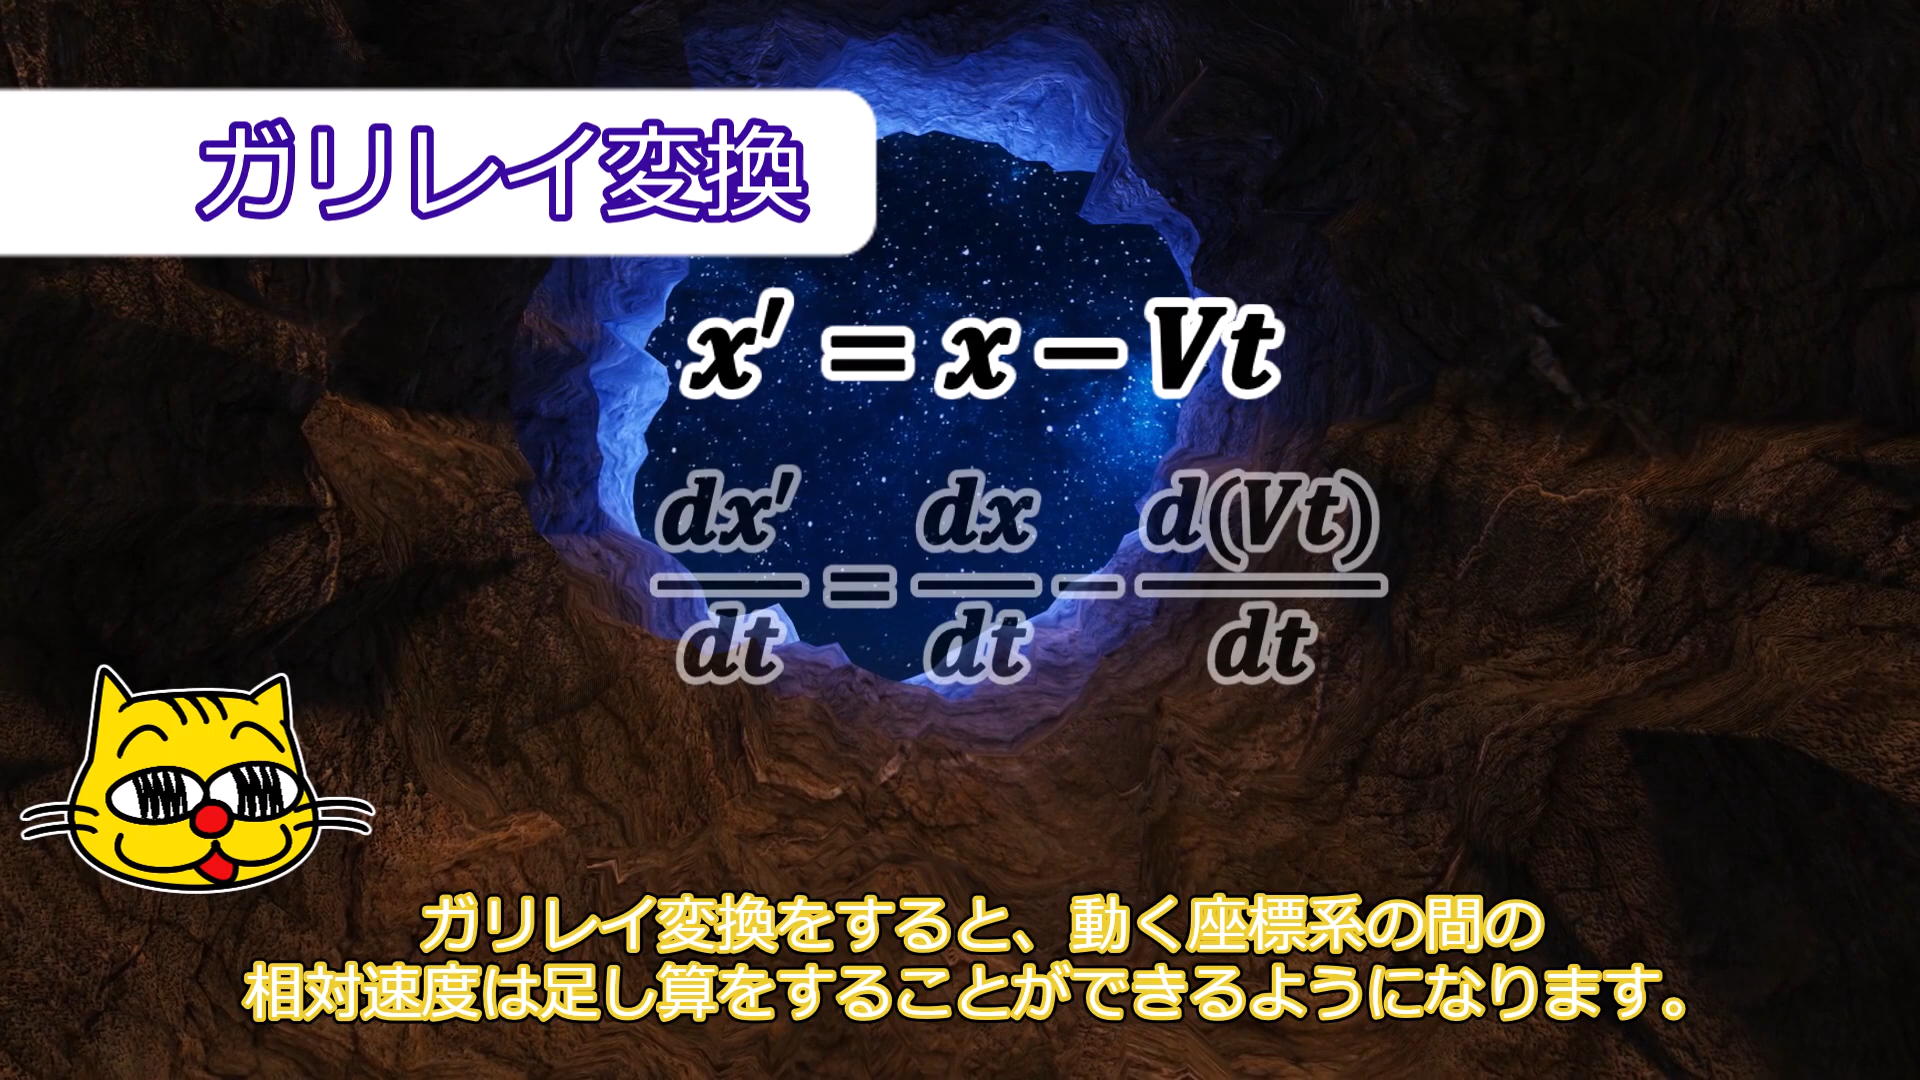 ガリレイ変換
x′ = x − Vt
dx′/dt = dx/dt − d(Vt)/dt
ガリレイ変換をすると、動く座標系の間の
相対速度は足し算をすることができるようになります。